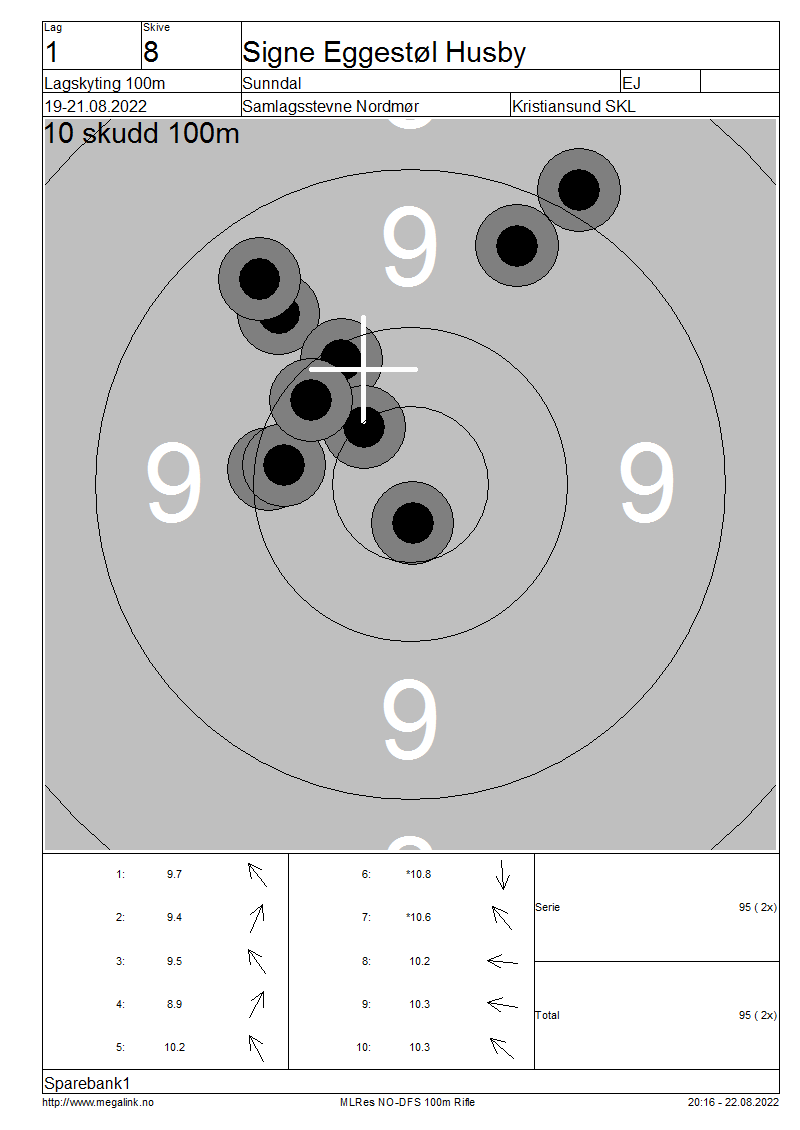 Lag Skive
1 8 Signe Eggestøl Husby
Lagskyting 100m Sunndal EJ
19-21.08.2022 Samlagsstevne Nordmør Kristiansund SKL
10 skudd 100m
9
9 9
9
1: 9.7 6: *10.8
2: 9.4 7: *10.6
Serie 95 ( 2x)
3: 9.5 8: 10.2
4: 8.9 9: 10.3
Total 95 ( 2x)
5: 10.2 10: 10.3
Sparebank1
http://www.megalink.no MLRes NO-DFS 100m Rifle 20:16 - 22.08.2022